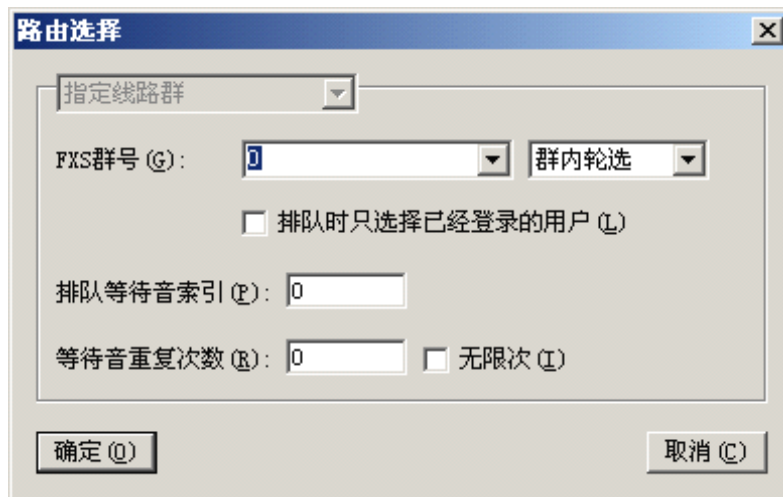 路由选择
指定线路群
FXS群号(G): 0 群内轮选
排队时只选择已经登录的用户(L)
排队等待音索引(P): 0
等待音重复次数(R): 0 无限次(I)
确定(O) 取消(C)